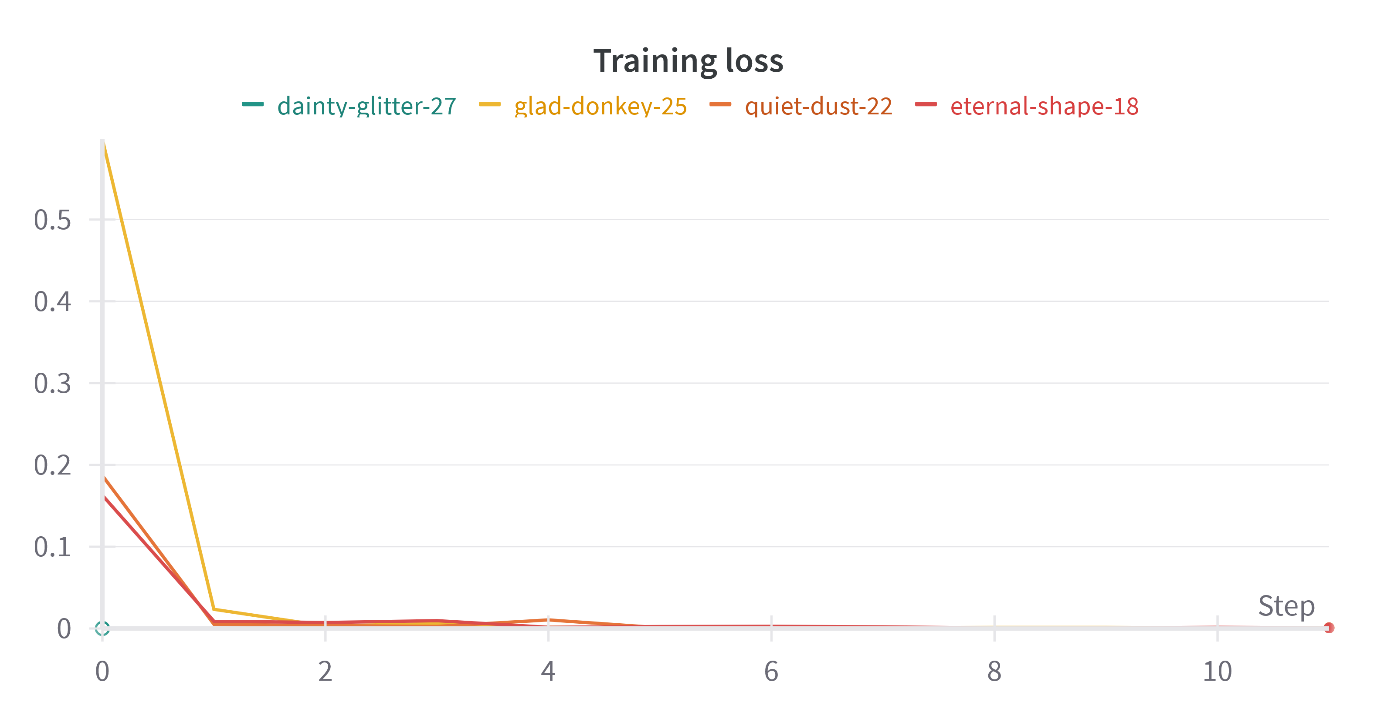 Training loss
dainty-glitter-27 glad-donkey-25 quiet-dust-22 eternal-shape-18
0.5
0.4
0.3
0.2
0.1
Step
0
0 2 4 6 8 10